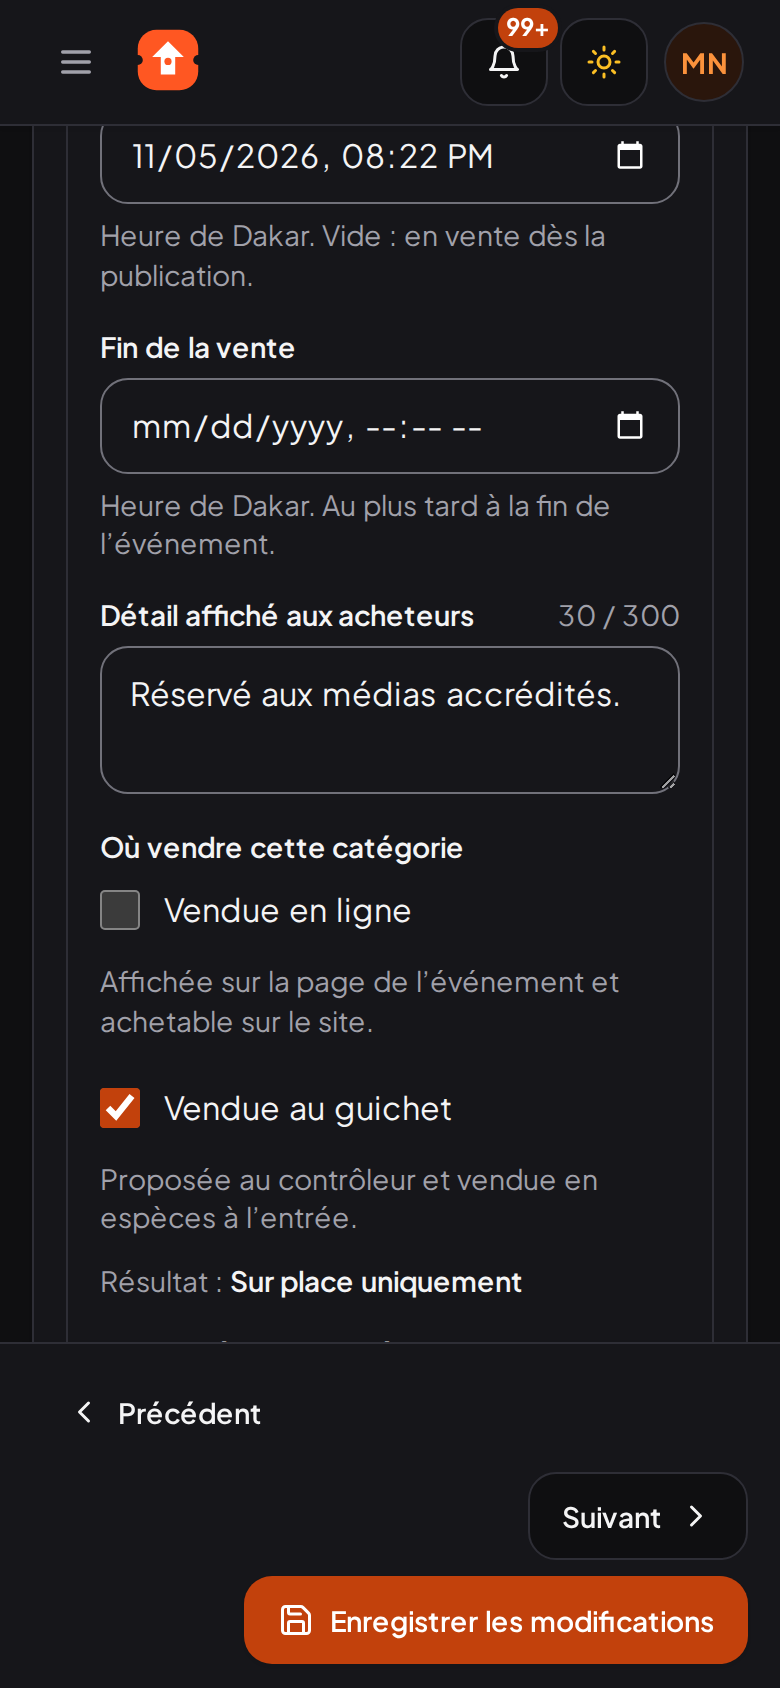 99+
MN
11/05/2026, 08:22 PM
Heure de Dakar. Vide : en vente dès la
publication.
Fin de la vente
mm/dd/yyyy, --:-- --
Heure de Dakar. Au plus tard à la fin de
l’événement.
Détail affiché aux acheteurs 30 / 300
Réservé aux médias accrédités.
Où vendre cette catégorie
Vendue en ligne
Affichée sur la page de l’événement et
achetable sur le site.
Vendue au guichet
Proposée au contrôleur et vendue en
espèces à l’entrée.
Résultat : Sur place uniquement
Précédent
Suivant
Enregistrer les modifications